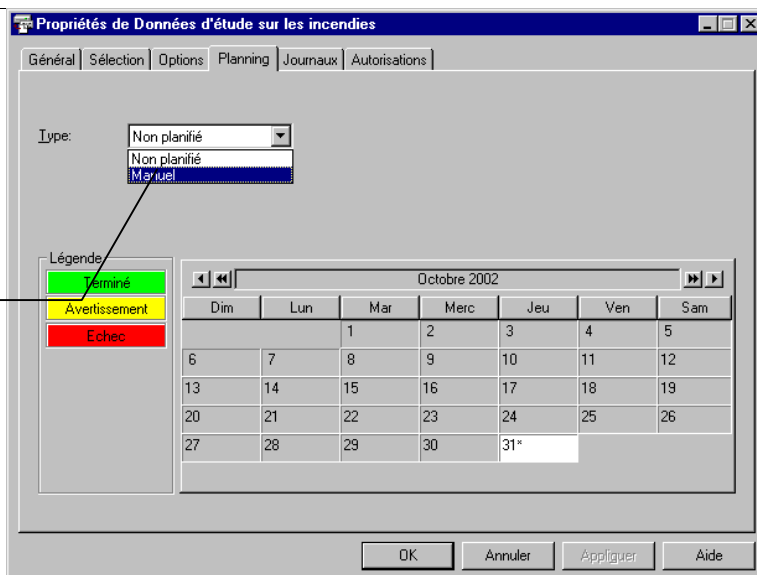 Propriétés de Données d'étude sur les incendies
Général Sélection Options Planning Journaux Autorisations
Type: Non planifié
Non planifié
Manuel
Légende
Terminé
Avertissement
Echec
Octobre 2002
Dim Lun Mar Merc Jeu Ven Sam
1 2 3 4 5
6 7 8 9 10 11 12
13 14 15 16 17 18 19
20 21 22 23 24 25 26
27 28 29 30 31*
OK Annuler Appliquer Aide